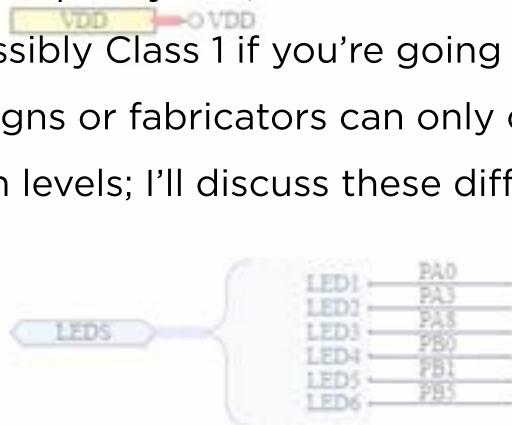 VDD VDD
ssibly Class 1 if you're going
gns or fabricators can only
n levels; I'll discuss these diff
LED1 PA0
LED2 PA3
LEDS LED3 PA8
LED4 PB0
LED5 PB1
LED6 PB5